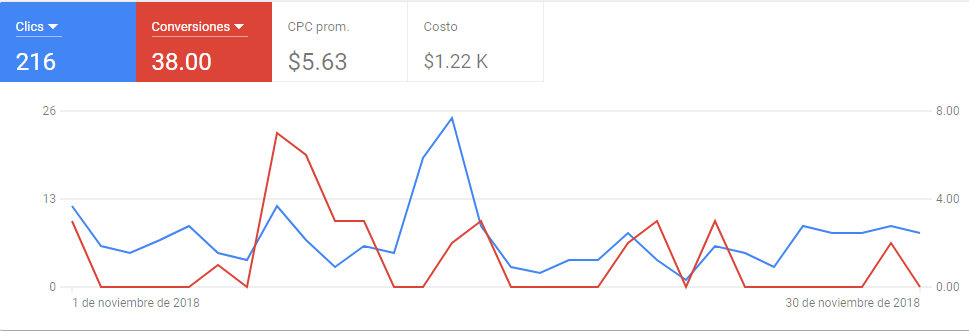 Clics Conversiones CPC prom. Costo
216 38.00 $5.63 $1.22 K
26 8.00
13 4.00
0 0.00
1 de noviembre de 2018 30 de noviembre de 2018